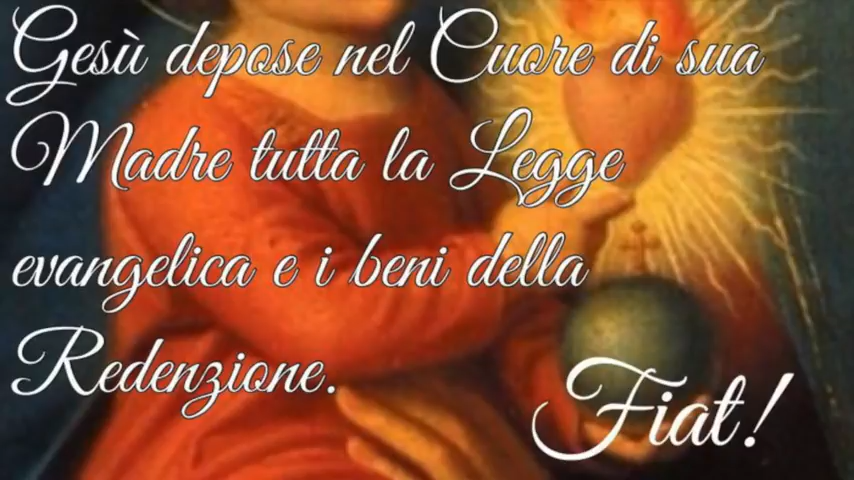 Gesù depose nel Cuore di sua
Madre tutta la Legge
evangelica e i beni della
Redenzione.
Fiat!